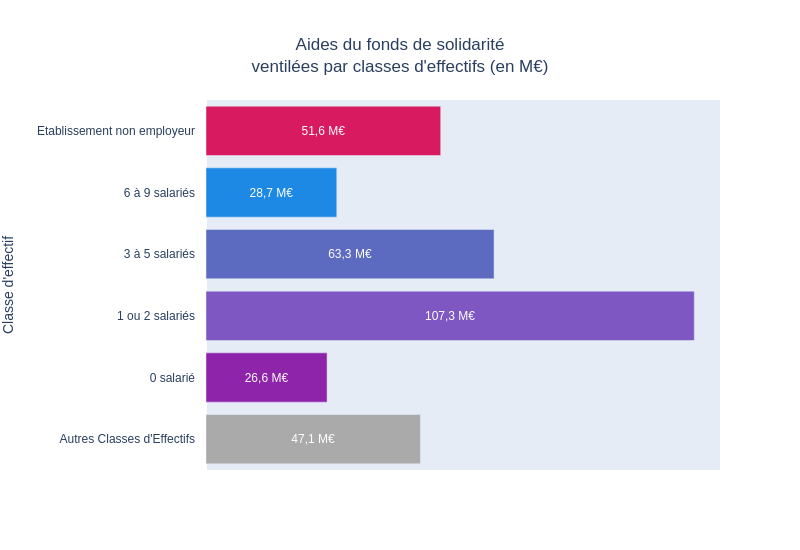 Aides du fonds de solidarité
ventilées par classes d'effectifs (en M€)
Classe d'effectif
Etablissement non employeur
51,6 M€
6 à 9 salariés
28,7 M€
3 à 5 salariés
63,3 M€
1 ou 2 salariés
107,3 M€
0 salarié
26,6 M€
Autres Classes d'Effectifs
47,1 M€